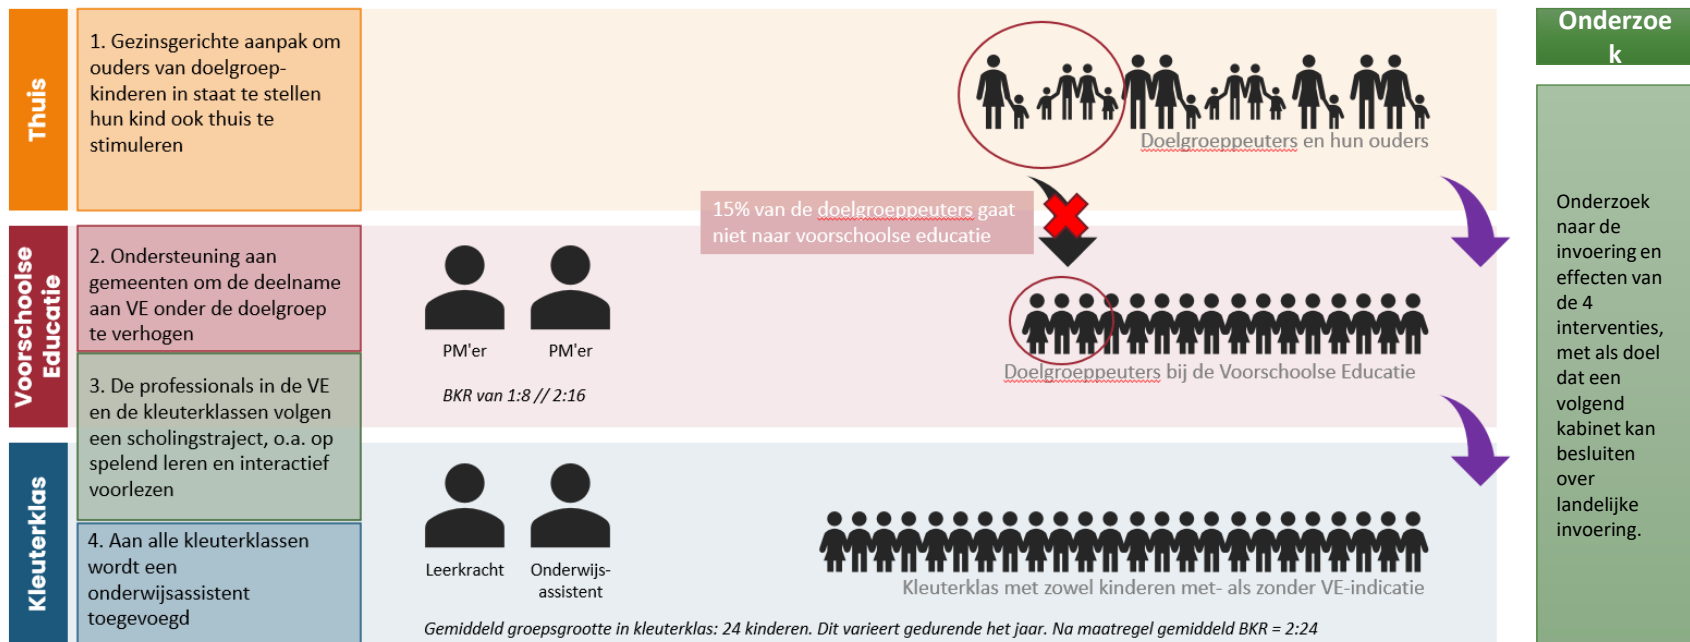 Thuis
1. Gezinsgerichte aanpak om
ouders van doelgroep-
kinderen in staat te stellen
hun kind ook thuis te
stimuleren
Doelgroeppeuters en hun ouders
15% van de doelgroeppeuters gaat
niet naar voorschoolse educatie
Voorschoolse
Educatie
2. Ondersteuning aan
gemeenten om de deelname
aan VE onder de doelgroep
te verhogen
3. De professionals in de VE
en de kleuterklassen volgen
een scholingstraject, o.a. op
spelend leren en interactief
voorlezen
PM'er
PM'er
BKR van 1:8 // 2:16
Doelgroeppeuters bij de Voorschoolse Educatie
Kleuterklas
4. Aan alle kleuterklassen
wordt een
onderwijsassistent
toegevoegd
Leerkracht
Onderwijs-
assistent
Kleuterklas met zowel kinderen met- als zonder VE-indicatie
Gemiddeld groepsgrootte in kleuterklas: 24 kinderen. Dit varieert gedurende het jaar. Na maatregel gemiddeld BKR = 2:24
Onderzoe
k
Onderzoek
naar de
invoering en
effecten van
de 4
interventies,
met als doel
dat een
volgend
kabinet kan
besluiten
over
landelijke
invoering.